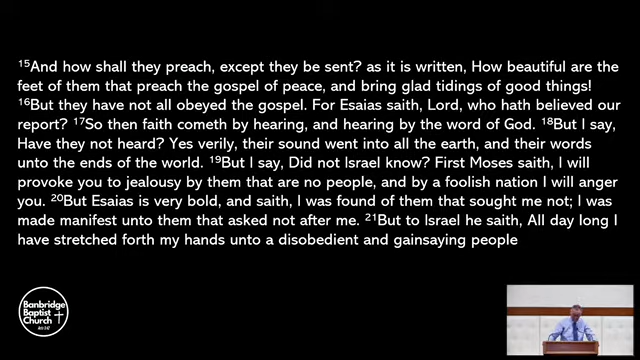 15And how shall they preach, except they be sent? as it is written, How beautiful are the
feet of them that preach the gospel of peace, and bring glad tidings of good things!
16But they have not all obeyed the gospel. For Esaias saith, Lord, who hath believed our
report? 17So then faith cometh by hearing, and hearing by the word of God. 18But I say,
Have they not heard? Yes verily, their sound went into all the earth, and their words
unto the ends of the world. 19But I say, Did not Israel know? First Moses saith, I will
provoke you to jealousy by them that are no people, and by a foolish nation I will anger
you. 20But Esaias is very bold, and saith, I was found of them that sought me not; I was
made manifest unto them that asked not after me. 21But to Israel he saith, All day long I
have stretched forth my hands unto a disobedient and gainsaying people
Banbridge
Baptist
Church